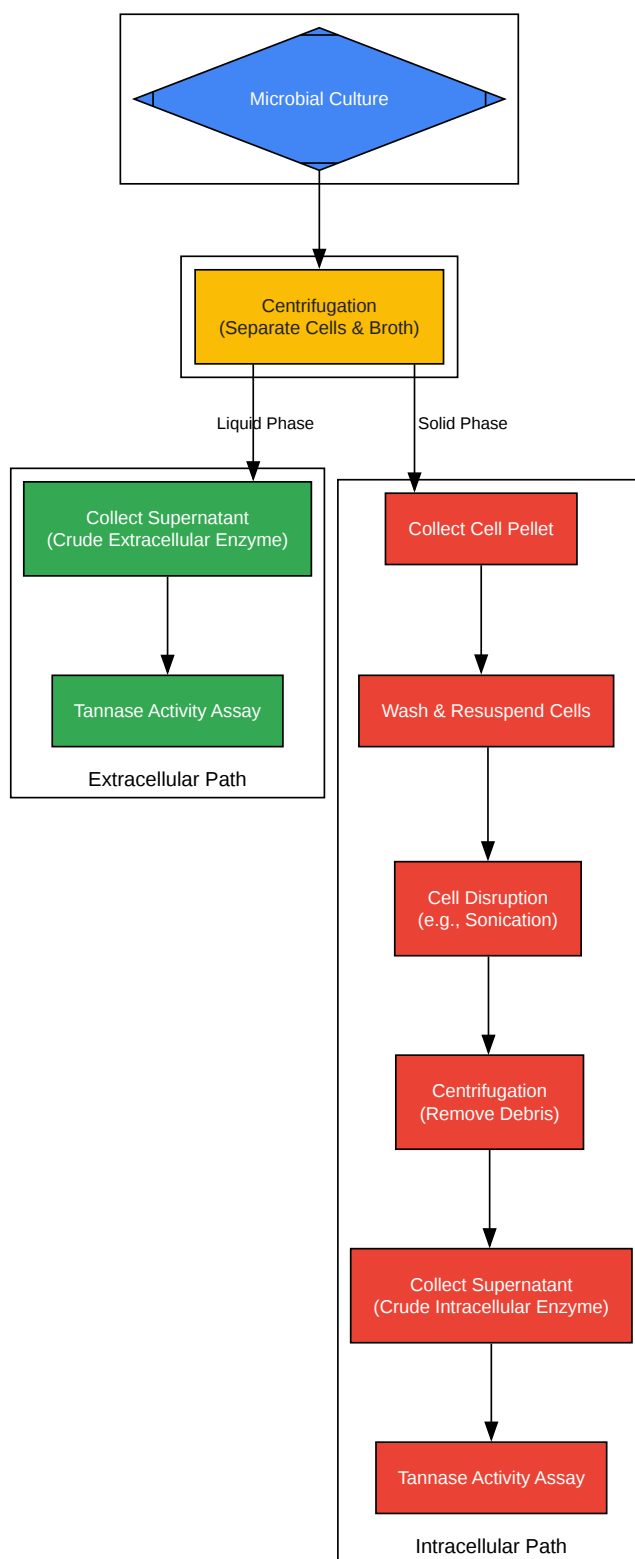 Microbial Culture
Centrifugation
(Separate Cells & Broth)
Liquid Phase
Solid Phase
Collect Supernatant
(Crude Extracellular Enzyme)
Tannase Activity Assay
Extracellular Path
Collect Cell Pellet
Wash & Resuspend Cells
Cell Disruption
(e.g., Sonication)
Centrifugation
(Remove Debris)
Collect Supernatant
(Crude Intracellular Enzyme)
Tannase Activity Assay
Intracellular Path